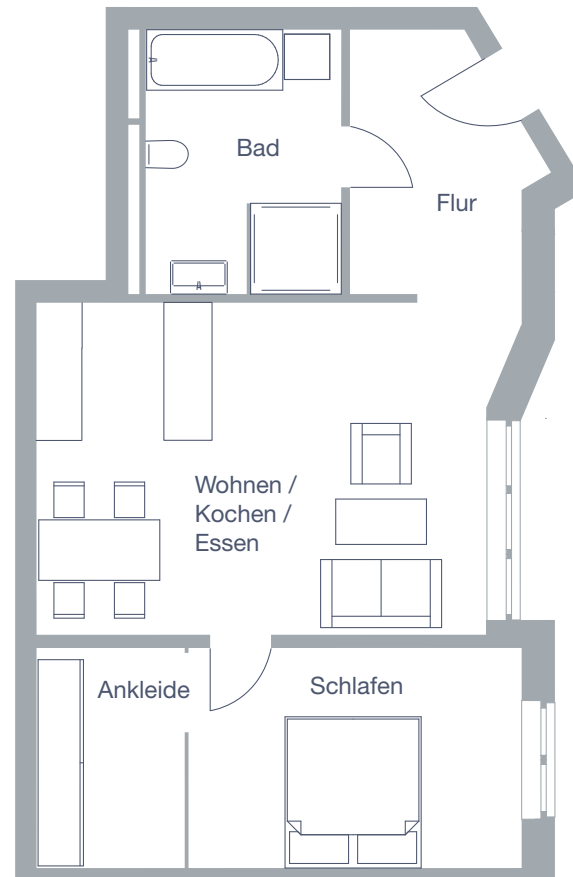 Bad
Flur
Wohnen /
Kochen /
Essen
Ankleide
Schlafen